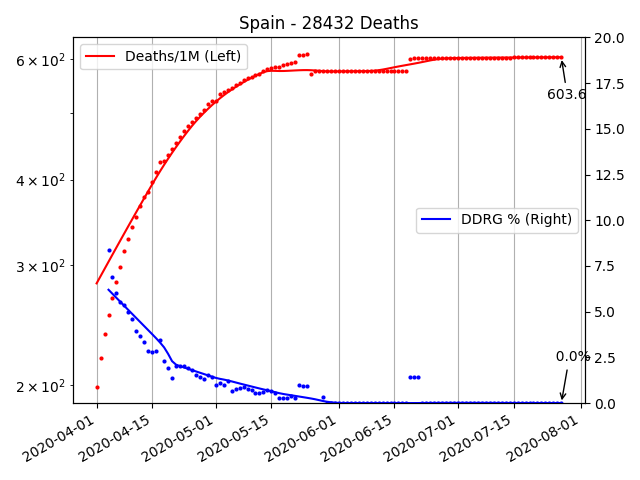 Spain - 28432 Deaths
Deaths/1M (Left)
DDRG % (Right)
603.6
0.0%
6 × 10²
4 × 10²
3 × 10²
2 × 10²
20.0
17.5
15.0
12.5
10.0
7.5
5.0
2.5
0.0
2020-04-01
2020-04-15
2020-05-01
2020-05-15
2020-06-01
2020-06-15
2020-07-01
2020-07-15
2020-08-01